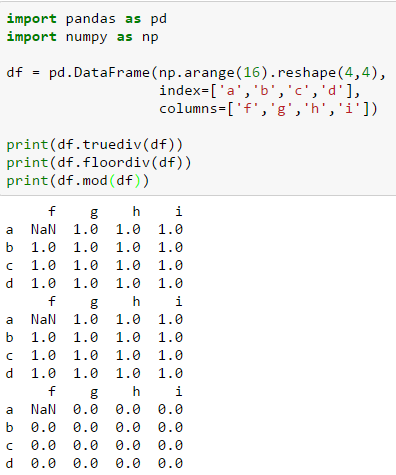 import pandas as pd
import numpy as np
df = pd.DataFrame(np.arange(16).reshape(4,4),
index=['a','b','c','d'],
columns=['f','g','h','i'])
print(df.truediv(df))
print(df.floordiv(df))
print(df.mod(df))
f g h i
a NaN 1.0 1.0 1.0
b 1.0 1.0 1.0 1.0
c 1.0 1.0 1.0 1.0
d 1.0 1.0 1.0 1.0
f g h i
a NaN 1.0 1.0 1.0
b 1.0 1.0 1.0 1.0
c 1.0 1.0 1.0 1.0
d 1.0 1.0 1.0 1.0
f g h i
a NaN 0.0 0.0 0.0
b 0.0 0.0 0.0 0.0
c 0.0 0.0 0.0 0.0
d 0.0 0.0 0.0 0.0